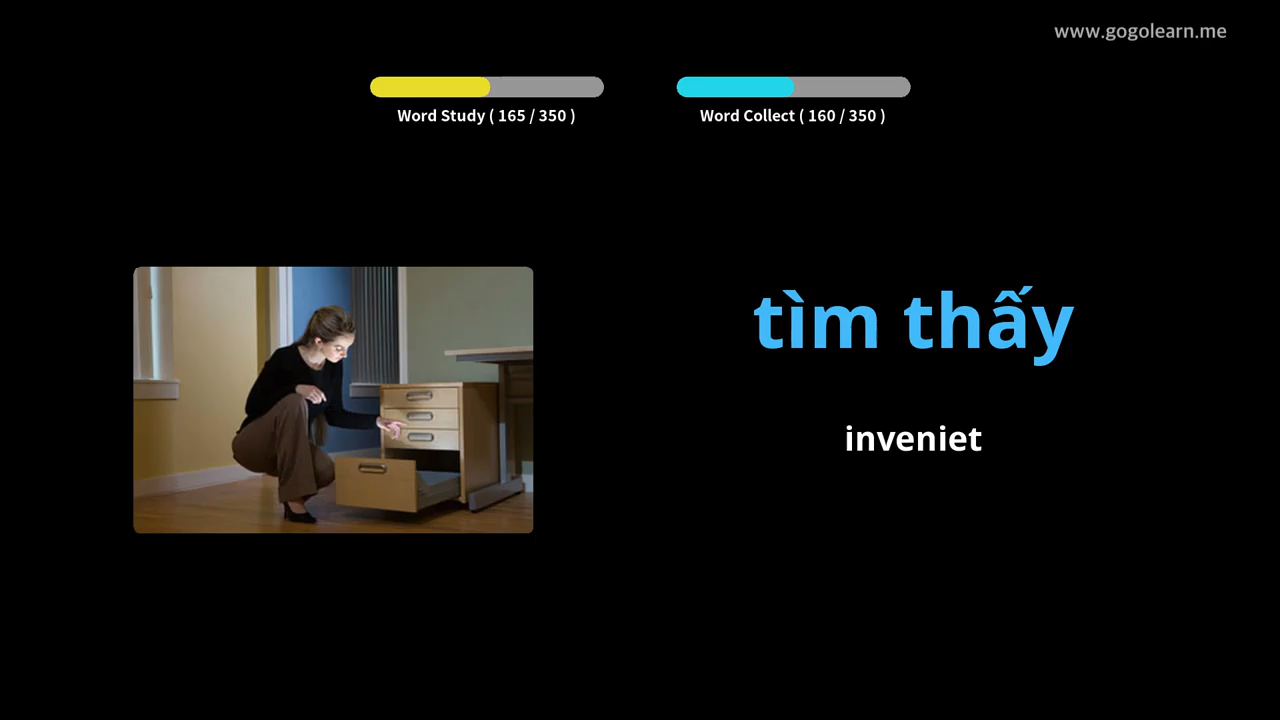 www.gogolearn.me
Word Study ( 165 / 350 )
Word Collect ( 160 / 350 )
tìm thấy
inveniet